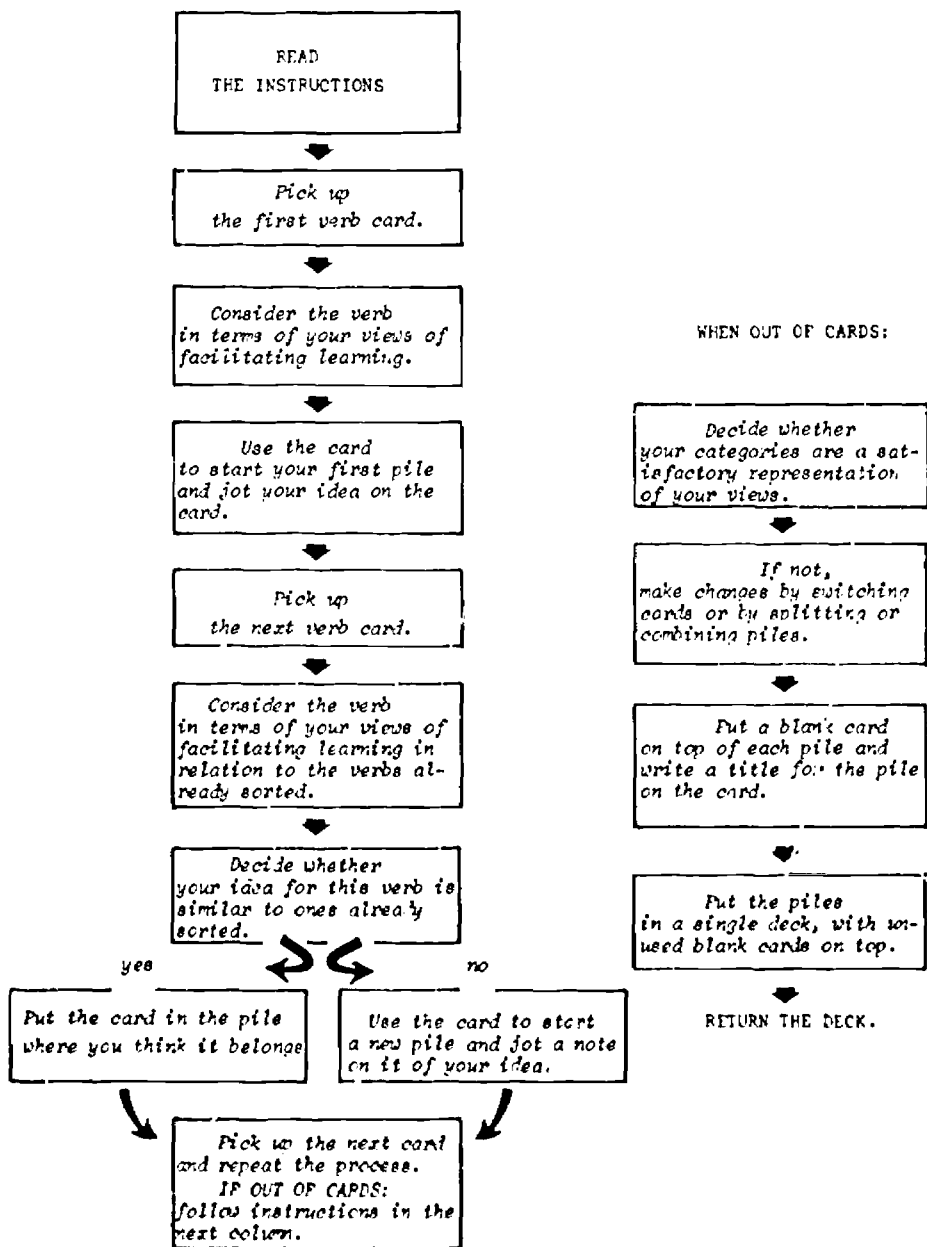 READ
THE INSTRUCTIONS
Pick up
the first verb card.
Consider the verb
in terms of your views of
facilitating learning.
Use the card
to start your first pile
and jot your idea on the
card.
Pick up
the next verb card.
Consider the verb
in terms of your views of
facilitating learning in
relation to the verbs al-
ready sorted.
Decide whether
your idea for this verb is
similar to ones already
sorted.
yes
no
Put the card in the pile
where you think it belongs
Use the card to start
a new pile and jot a note
on it of your idea.
Pick up the next card
and repeat the process.
IF OUT OF CARDS:
follow instructions in the
next column.
WHEN OUT OF CARDS:
Decide whether
your categories are a sat-
isfactory representation
of your views.
If not,
make changes by switching
cards or by splitting or
combining piles.
Put a blank card
on top of each pile and
write a title for the pile
on the card.
Put the piles
in a single deck, with un-
used blank cards on top.
RETURN THE DECK.